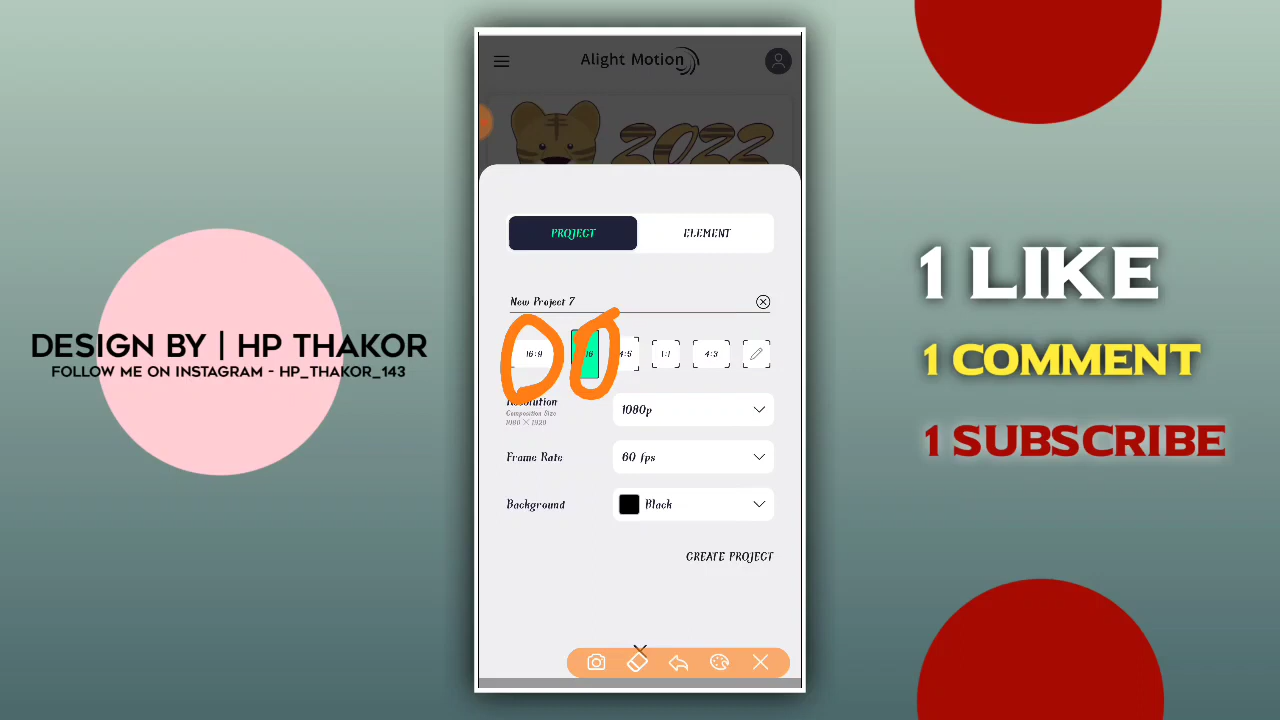 Alight Motion
2022
PROJECT
ELEMENT
New Project 7
16:9
4:5
1:1
4:3
Resolution
Composition Size
1080 × 1920
1080p
Frame Rate
60 fps
Background
Black
CREATE PROJECT
DESIGN BY | HP THAKOR
FOLLOW ME ON INSTAGRAM - HP_THAKOR_143
1 LIKE
1 COMMENT
1 SUBSCRIBE